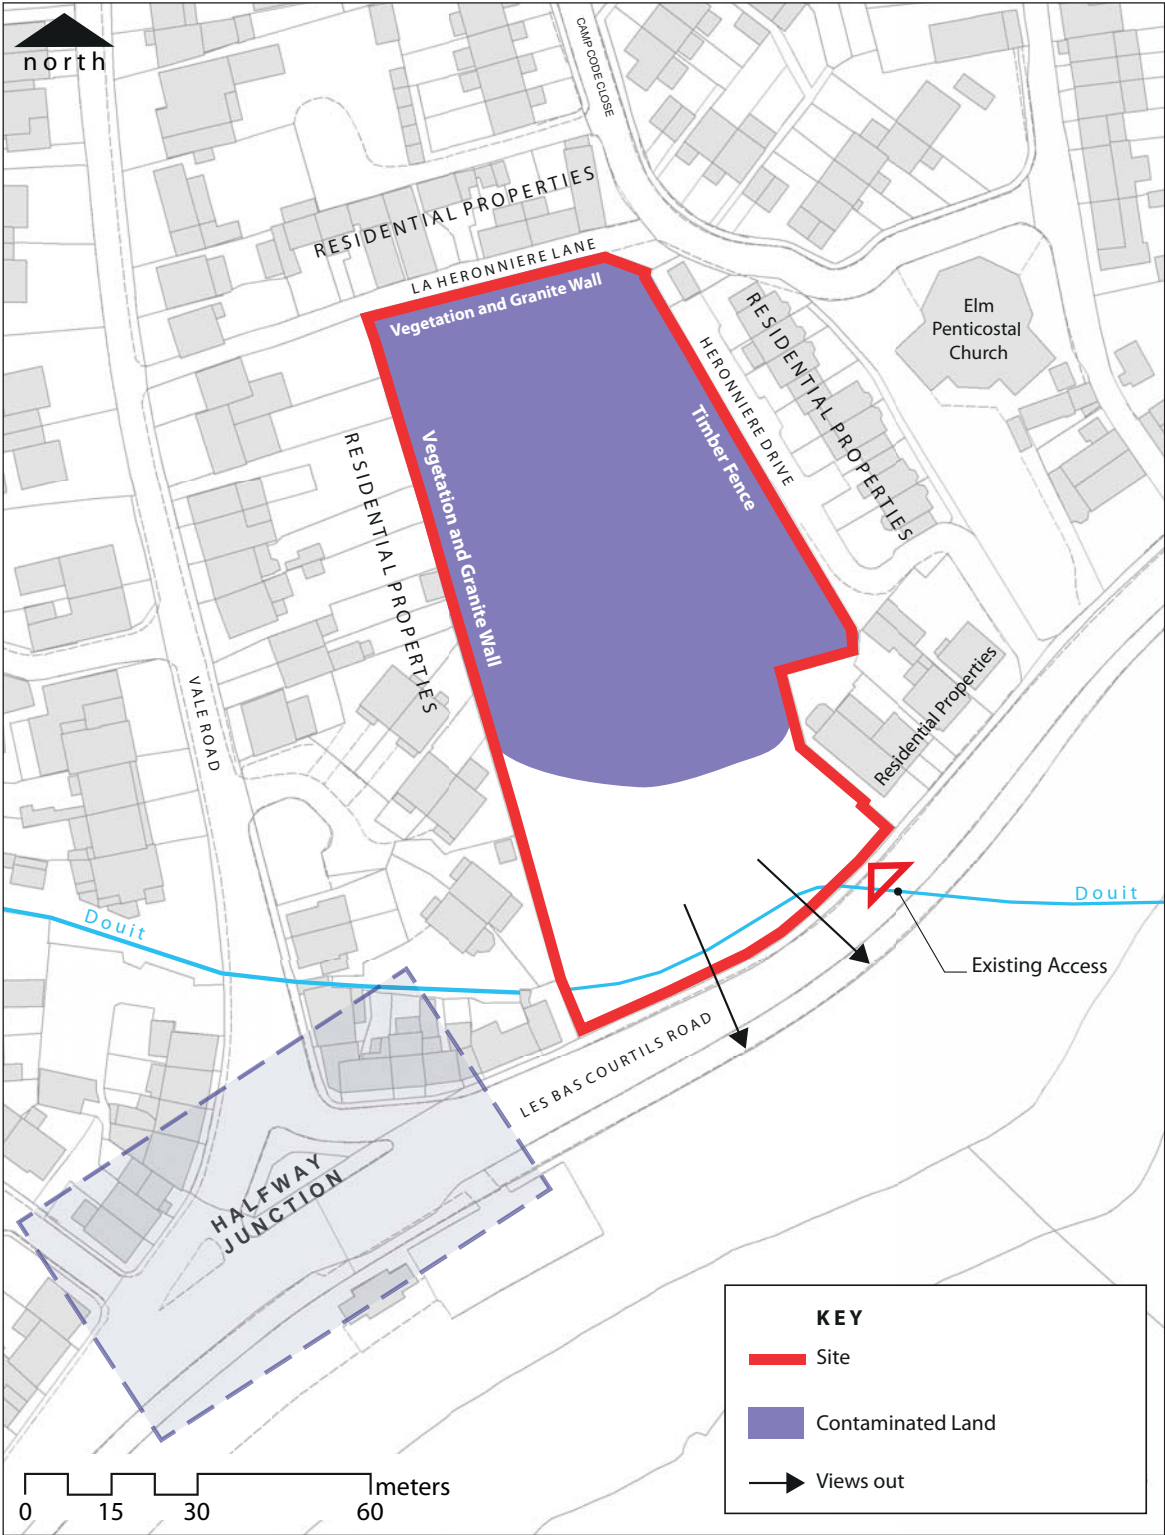 north
CAMP CODE CLOSE
RESIDENTIAL PROPERTIES
LA HERONNIERE LANE
Vegetation and Granite Wall
Elm
Penticostal
Church
RESIDENTIAL PROPERTIES
HERONNIERE DRIVE
Timber Fence
RESIDENTIAL PROPERTIES
Vegetation and Granite Wall
VALE ROAD
Residential Properties
Douit
Douit
Existing Access
LES BAS COURTILS ROAD
HALFWAY
JUNCTION
KEY
Site
Contaminated Land
Views out
meters
0 15 30 60